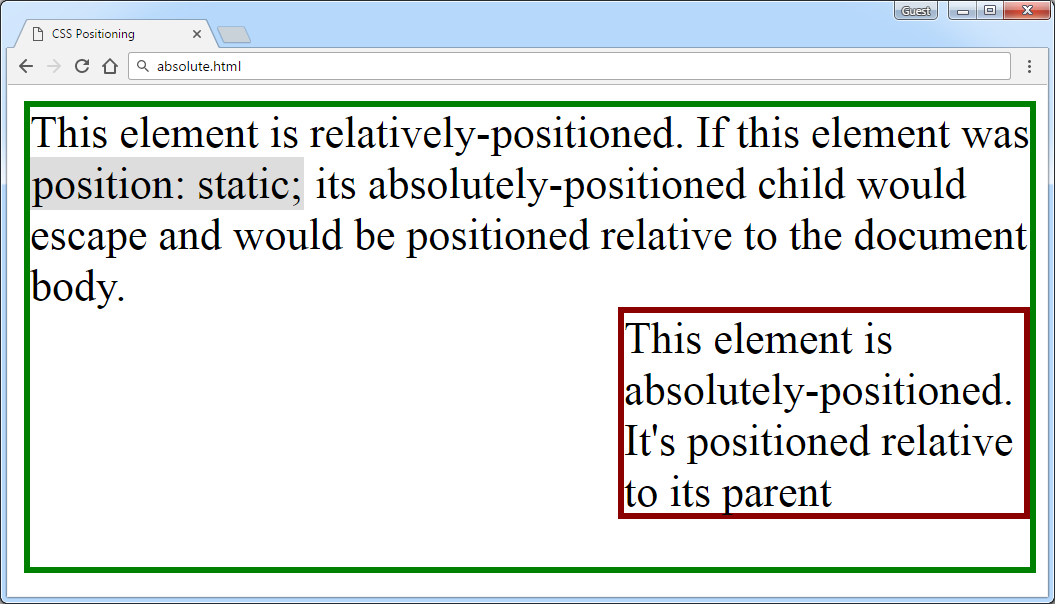 Guest
CSS Positioning
absolute.html
This element is relatively-positioned. If this element was
position: static; its absolutely-positioned child would
escape and would be positioned relative to the document
body.
This element is
absolutely-positioned.
It's positioned relative
to its parent